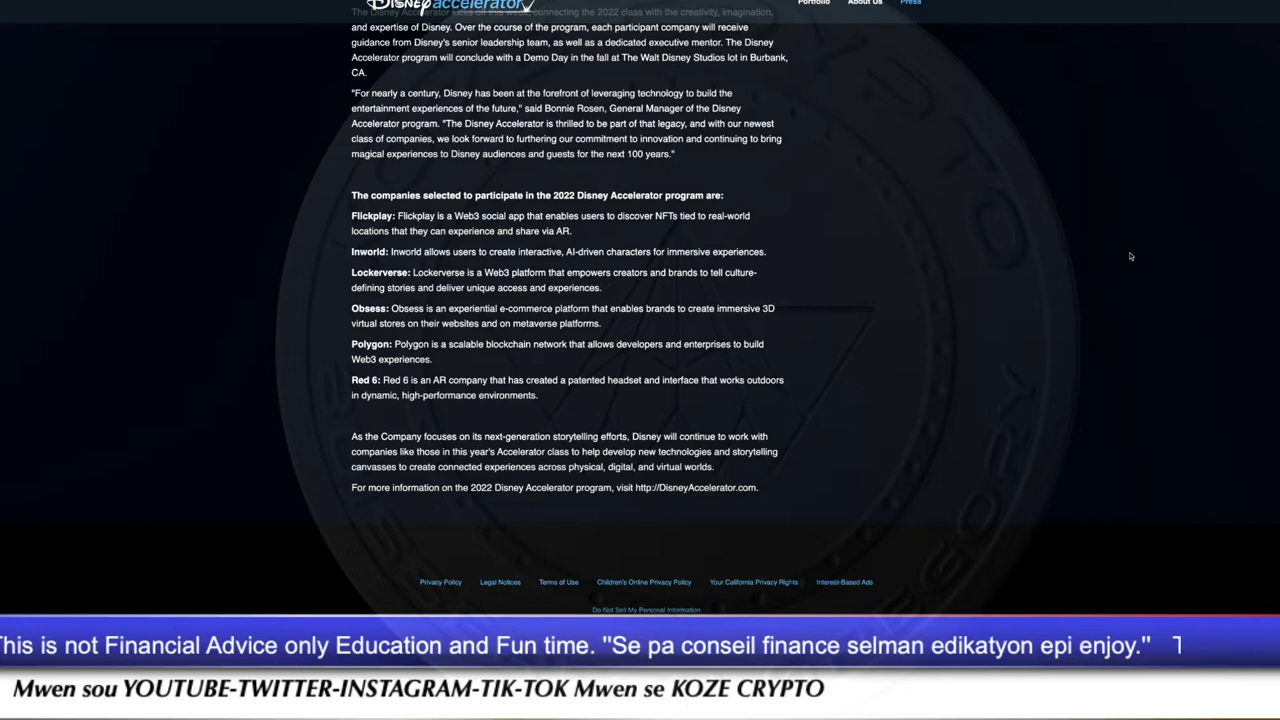 Disney accelerator
Portfolio About Us Press
The Disney Accelerator kicks off this week, connecting the 2022 class with the creativity, imagination,
and expertise of Disney. Over the course of the program, each participant company will receive
guidance from Disney's senior leadership team, as well as a dedicated executive mentor. The Disney
Accelerator program will conclude with a Demo Day in the fall at The Walt Disney Studios lot in Burbank,
CA.
"For nearly a century, Disney has been at the forefront of leveraging technology to build the
entertainment experiences of the future," said Bonnie Rosen, General Manager of the Disney
Accelerator program. "The Disney Accelerator is thrilled to be part of that legacy, and with our newest
class of companies, we look forward to furthering our commitment to innovation and continuing to bring
magical experiences to Disney audiences and guests for the next 100 years."
The companies selected to participate in the 2022 Disney Accelerator program are:
Flickplay: Flickplay is a Web3 social app that enables users to discover NFTs tied to real-world
locations that they can experience and share via AR.
Inworld: Inworld allows users to create interactive, AI-driven characters for immersive experiences.
Lockerverse: Lockerverse is a Web3 platform that empowers creators and brands to tell culture-
defining stories and deliver unique access and experiences.
Obsess: Obsess is an experiential e-commerce platform that enables brands to create immersive 3D
virtual stores on their websites and on metaverse platforms.
Polygon: Polygon is a scalable blockchain network that allows developers and enterprises to build
Web3 experiences.
Red 6: Red 6 is an AR company that has created a patented headset and interface that works outdoors
in dynamic, high-performance environments.
As the Company focuses on its next-generation storytelling efforts, Disney will continue to work with
companies like those in this year's Accelerator class to help develop new technologies and storytelling
canvasses to create connected experiences across physical, digital, and virtual worlds.
For more information on the 2022 Disney Accelerator program, visit http://DisneyAccelerator.com.
Privacy Policy Legal Notices Terms of Use Children's Online Privacy Policy Your California Privacy Rights Interest-Based Ads
Do Not Sell My Personal Information
This is not Financial Advice only Education and Fun time. "Se pa conseil finance selman edikatyon epi enjoy." T
Mwen sou YOUTUBE-TWITTER-INSTAGRAM-TIK-TOK Mwen se KOZE CRYPTO